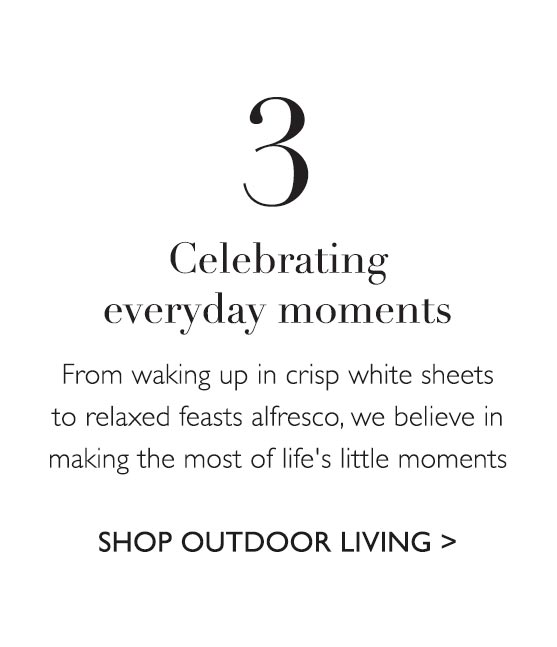 3
Celebrating
everyday moments
From waking up in crisp white sheets
to relaxed feasts alfresco, we believe in
making the most of life's little moments
SHOP OUTDOOR LIVING >